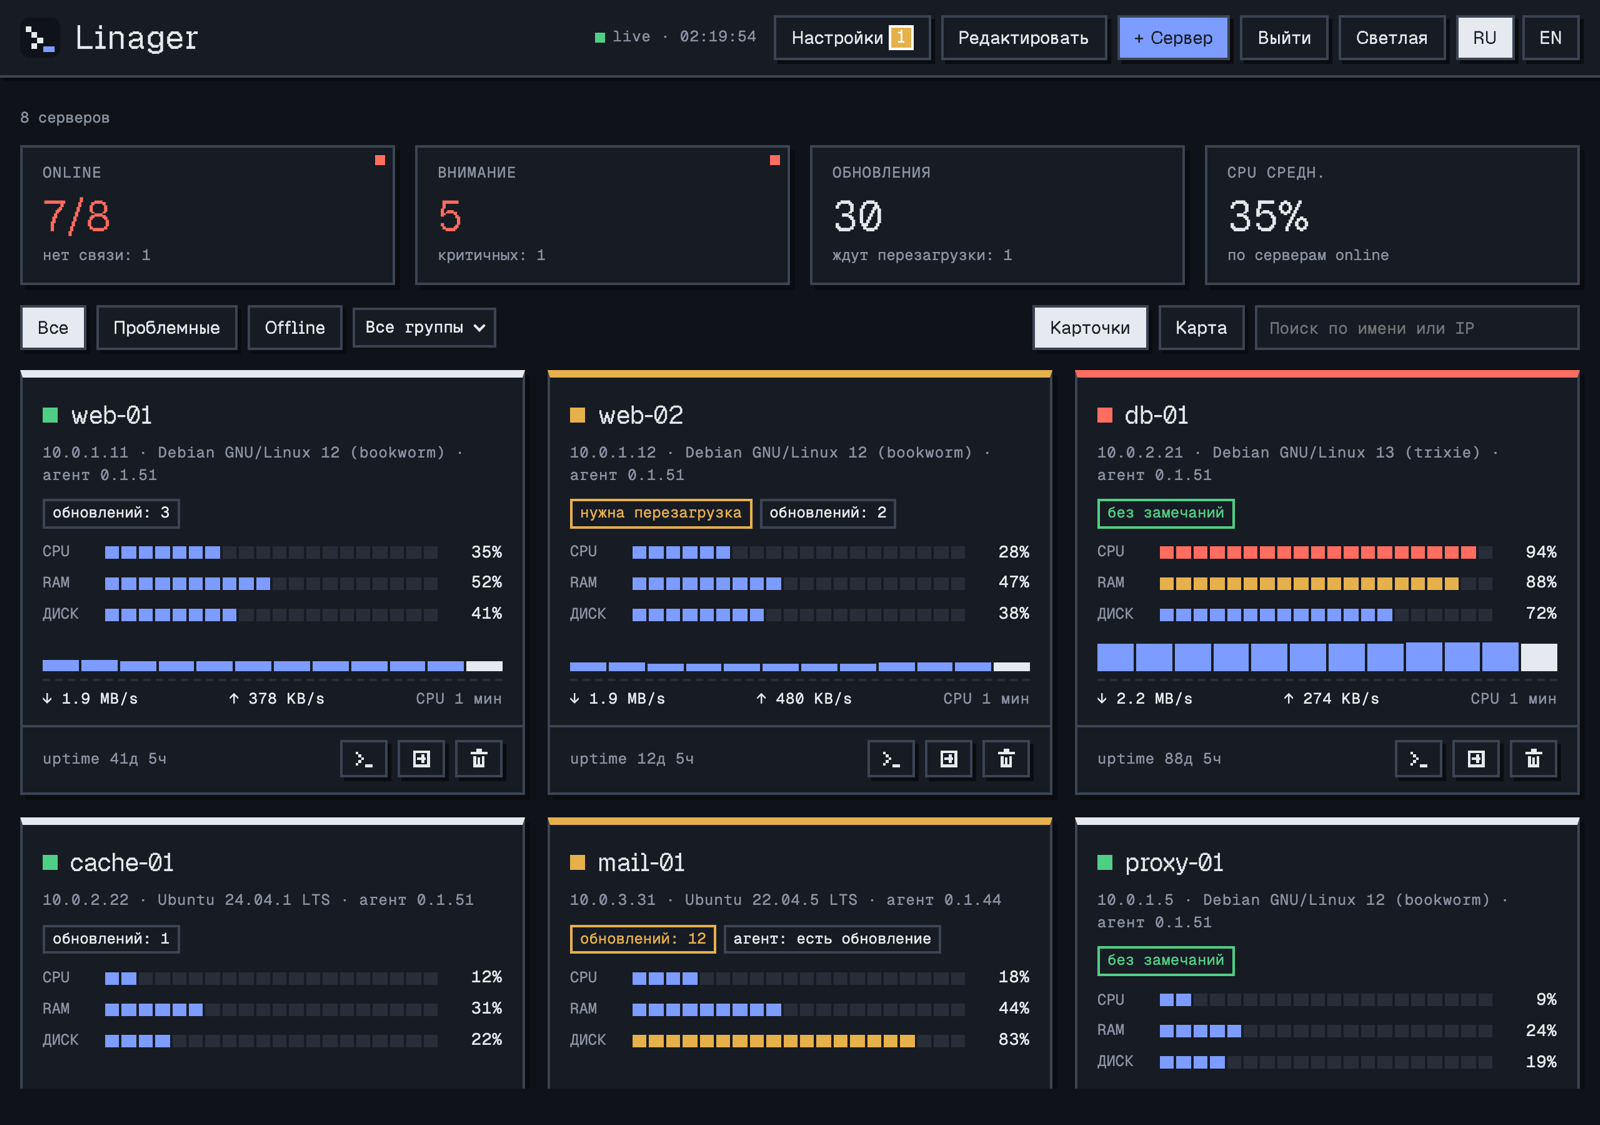 Linager
live · 02:19:54
Настройки 1
Редактировать
+ Сервер
Выйти
Светлая
RU
EN
8 серверов
ONLINE
7/8
нет связи: 1
ВНИМАНИЕ
5
критичных: 1
ОБНОВЛЕНИЯ
30
ждут перезагрузки: 1
CPU СРЕДН.
35%
по серверам online
Все
Проблемные
Offline
Все группы
Карточки
Карта
Поиск по имени или IP
web-01
10.0.1.11 · Debian GNU/Linux 12 (bookworm) ·
агент 0.1.51
обновлений: 3
CPU 35%
RAM 52%
ДИСК 41%
↓ 1.9 MB/s ↑ 378 KB/s CPU 1 мин
uptime 41д 5ч
web-02
10.0.1.12 · Debian GNU/Linux 12 (bookworm) ·
агент 0.1.51
нужна перезагрузка
обновлений: 2
CPU 28%
RAM 47%
ДИСК 38%
↓ 1.9 MB/s ↑ 480 KB/s CPU 1 мин
uptime 12д 5ч
db-01
10.0.2.21 · Debian GNU/Linux 13 (trixie) ·
агент 0.1.51
без замечаний
CPU 94%
RAM 88%
ДИСК 72%
↓ 2.2 MB/s ↑ 274 KB/s CPU 1 мин
uptime 88д 5ч
cache-01
10.0.2.22 · Ubuntu 24.04.1 LTS · агент 0.1.51
обновлений: 1
CPU 12%
RAM 31%
ДИСК 22%
mail-01
10.0.3.31 · Ubuntu 22.04.5 LTS · агент 0.1.44
обновлений: 12
агент: есть обновление
CPU 18%
RAM 44%
ДИСК 83%
proxy-01
10.0.1.5 · Debian GNU/Linux 12 (bookworm) ·
агент 0.1.51
без замечаний
CPU 9%
RAM 24%
ДИСК 19%